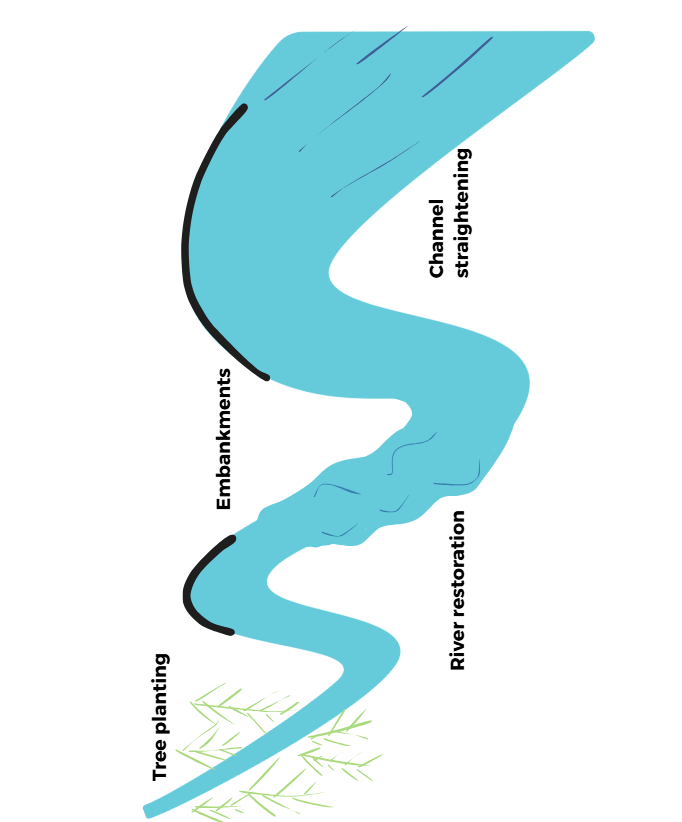 Tree planting
Embankments
River restoration
Channel
straightening